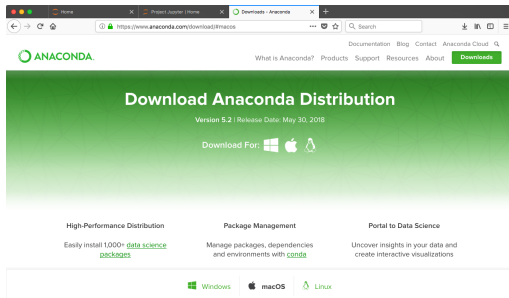 Home
Project Jupyter | Home
Downloads - Anaconda
https://www.anaconda.com/download/#macos
Search
Documentation Blog Contact Anaconda Cloud
ANACONDA.
What is Anaconda? Products Support Resources About Downloads
Download Anaconda Distribution
Version 5.2 | Release Date: May 30, 2018
Download For:
High-Performance Distribution
Easily install 1,000+ data science
packages
Package Management
Manage packages, dependencies
and environments with conda
Portal to Data Science
Uncover insights in your data and
create interactive visualizations
Windows macOS Linux